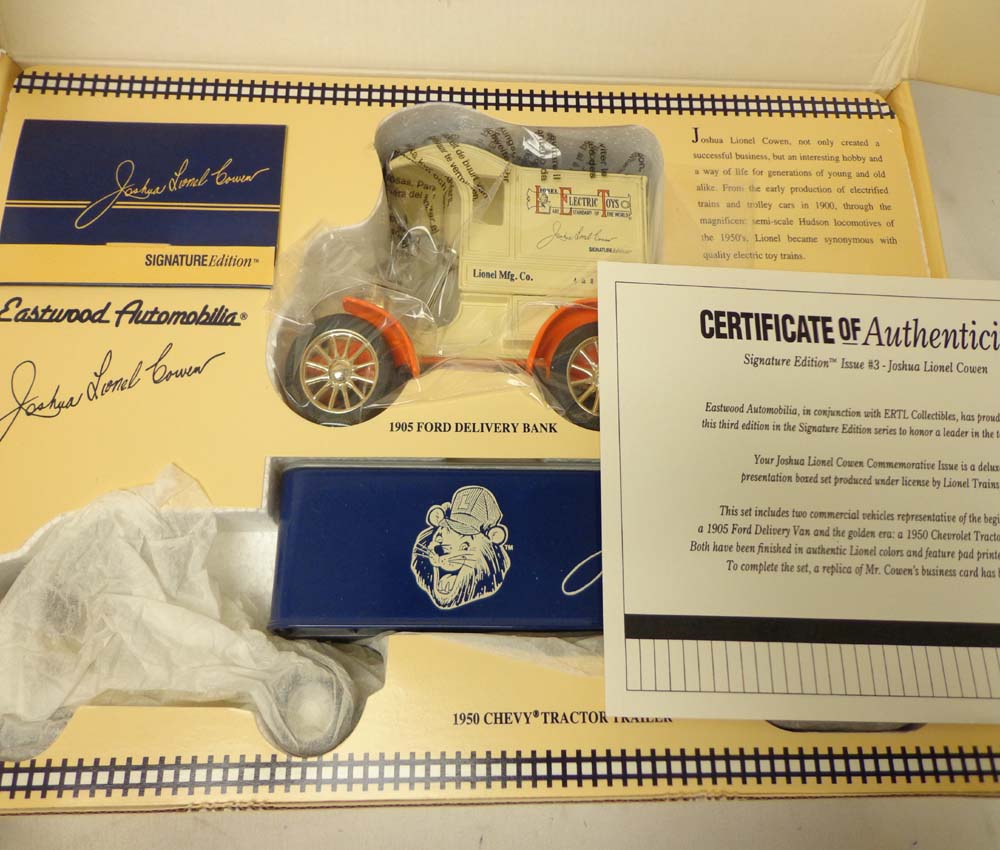 Joshua Lionel Cowen
SIGNATURE Edition™
Eastwood Automobilia®
Joshua Lionel Cowen
LIONEL
ELECTRIC TOYS
ARE STANDARD OF THE WORLD
Joshua Lionel Cowen
SIGNATURE Edition
Lionel Mfg. Co.
1905 FORD DELIVERY BANK
Joshua Lionel Cowen, not only created a
successful business, but an interesting hobby and
a way of life for generations of young and old
alike. From the early production of electrified
trains and trolley cars in 1900, through the
magnificent semi-scale Hudson locomotives of
the 1950's, Lionel became synonymous with
quality electric toy trains.
L
™
1950 CHEVY® TRACTOR TRAILER
CERTIFICATE OF Authentici
Signature Edition™ Issue #3 - Joshua Lionel Cowen
Eastwood Automobilia, in conjunction with ERTL Collectibles, has proud
this third edition in the Signature Edition series to honor a leader in the t
Your Joshua Lionel Cowen Commemorative Issue is a delux
presentation boxed set produced under license by Lionel Trains
This set includes two commercial vehicles representative of the begi
a 1905 Ford Delivery Van and the golden era: a 1950 Chevrolet Tracto
Both have been finished in authentic Lionel colors and feature pad printe
To complete the set, a replica of Mr. Cowen's business card has b